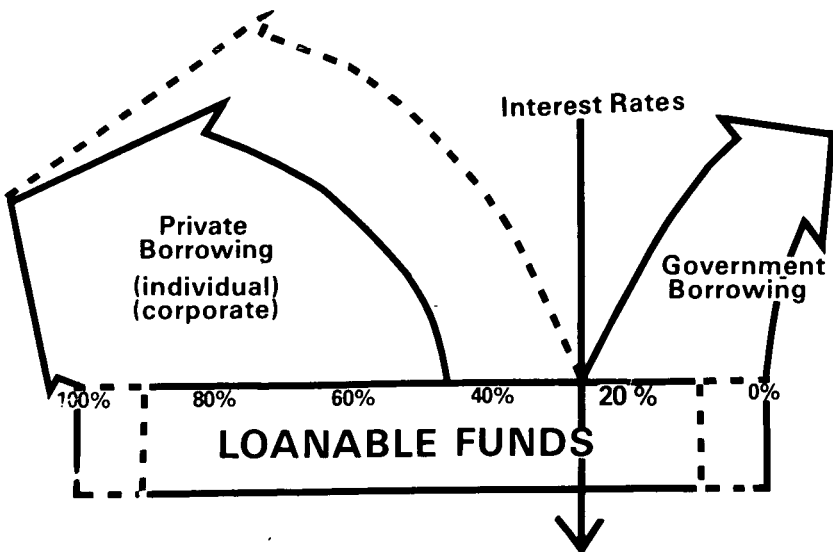 Interest Rates
Private
Borrowing
(individual)
(corporate)
Government
Borrowing
100% 80% 60% 40% 20% 0%
LOANABLE FUNDS